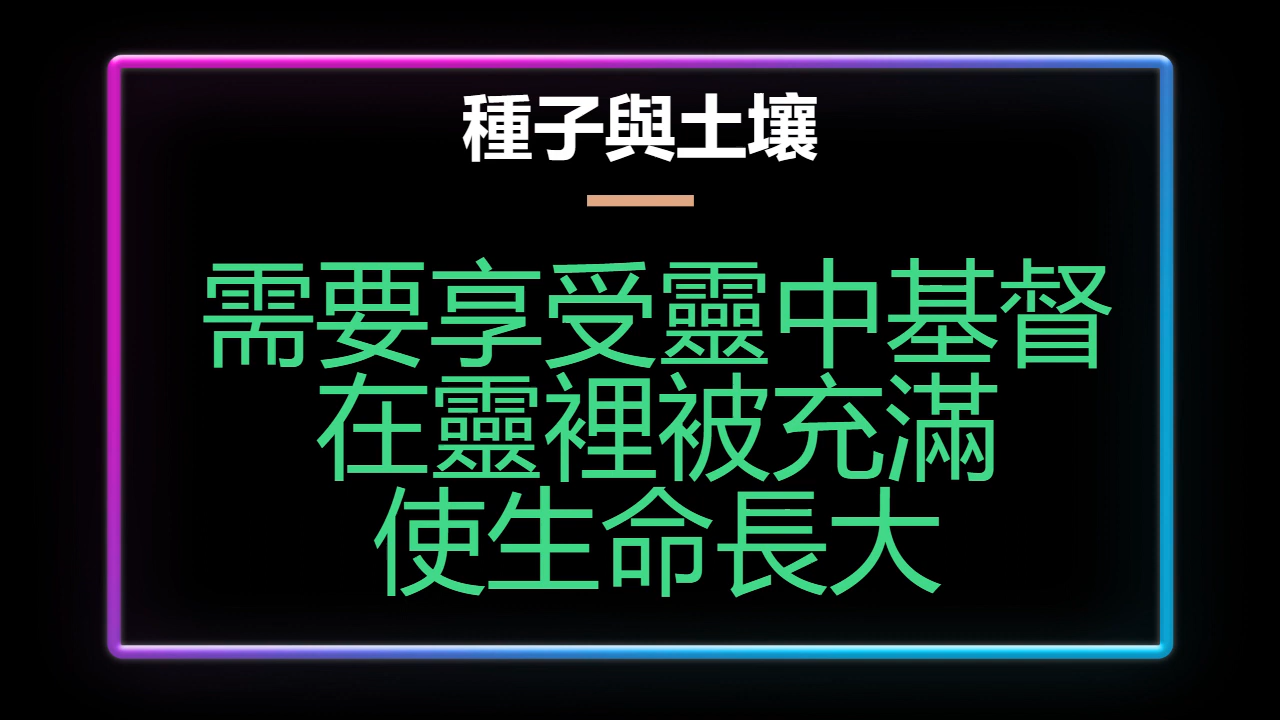 種子與土壤
需要享受靈中基督
在靈裡被充滿
使生命長大